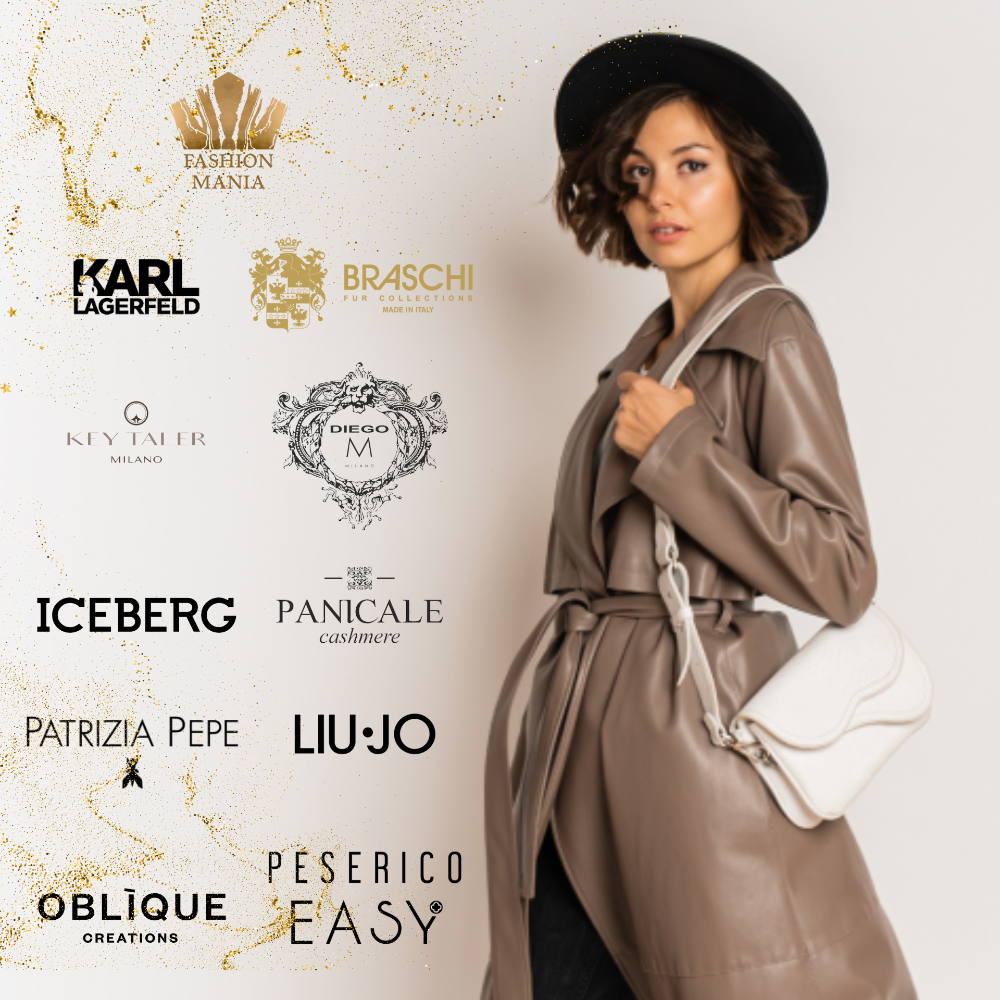 FASHION
MANIA
KARL
LAGERFELD
BRASCHI
FUR COLLECTIONS
MADE IN ITALY
KEY TALER
MILANO
DIEGO
M
MILANO
ICEBERG
PANICALE
cashmere
PATRIZIA PEPE
LIU·JO
OBLÌQUE
CREATIONS
PESERICO
EASY